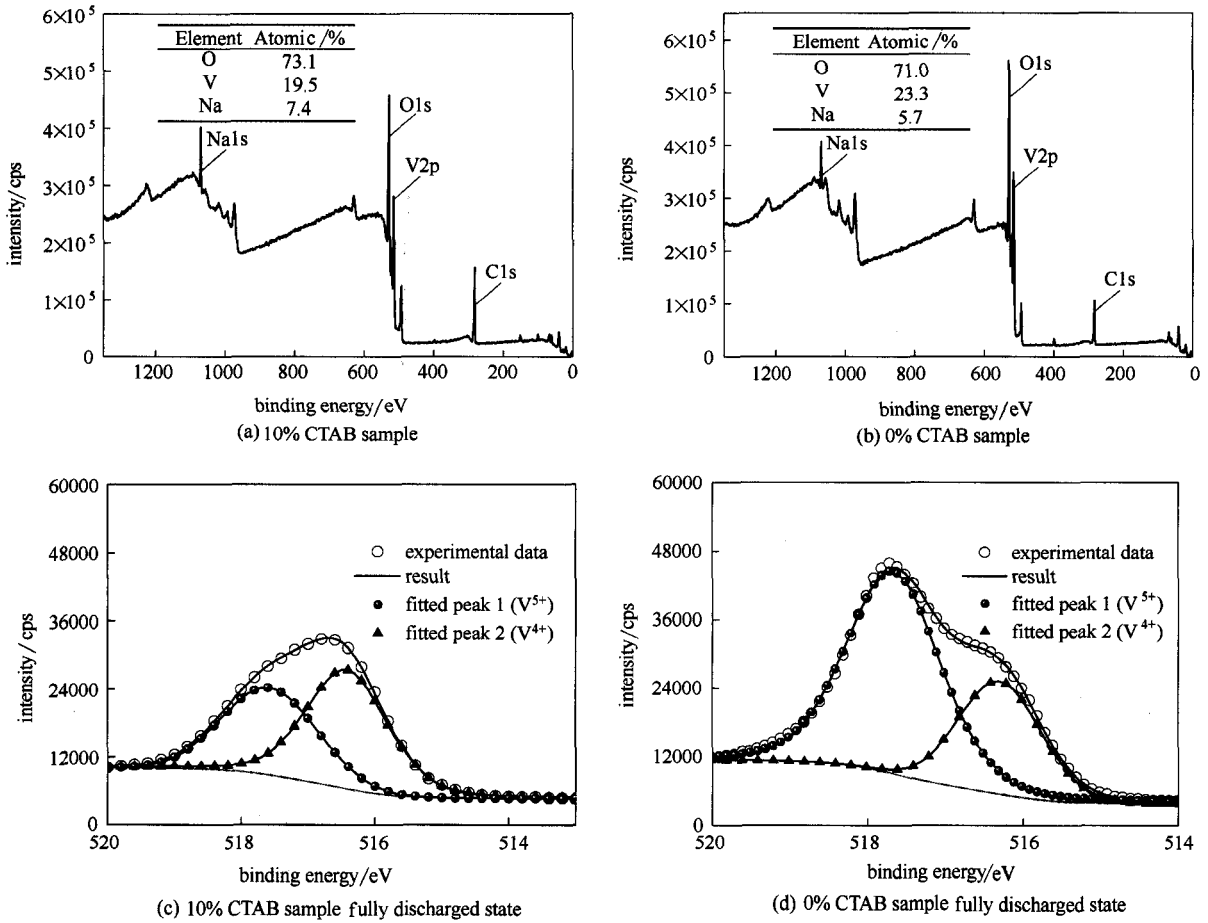 6×10⁵
5×10⁵
4×10⁵
3×10⁵
2×10⁵
1×10⁵
0
intensity/cps
Element Atomic /%
O 73.1
V 19.5
Na 7.4
Na1s
O1s
V2p
C1s
1200 1000 800 600 400 200 0
binding energy/eV
(a) 10% CTAB sample
6×10⁵
5×10⁵
4×10⁵
3×10⁵
2×10⁵
1×10⁵
0
intensity/cps
Element Atomic /%
O 71.0
V 23.3
Na 5.7
Na1s
O1s
V2p
C1s
1200 1000 800 600 400 200 0
binding energy/eV
(b) 0% CTAB sample
60000
48000
36000
24000
12000
0
intensity/cps
experimental data
result
fitted peak 1 (V⁵⁺)
fitted peak 2 (V⁴⁺)
520 518 516 514
binding energy/eV
(c) 10% CTAB sample fully discharged state
60000
48000
36000
24000
12000
0
intensity/cps
experimental data
result
fitted peak 1 (V⁵⁺)
fitted peak 2 (V⁴⁺)
520 518 516 514
binding energy/eV
(d) 0% CTAB sample fully discharged state